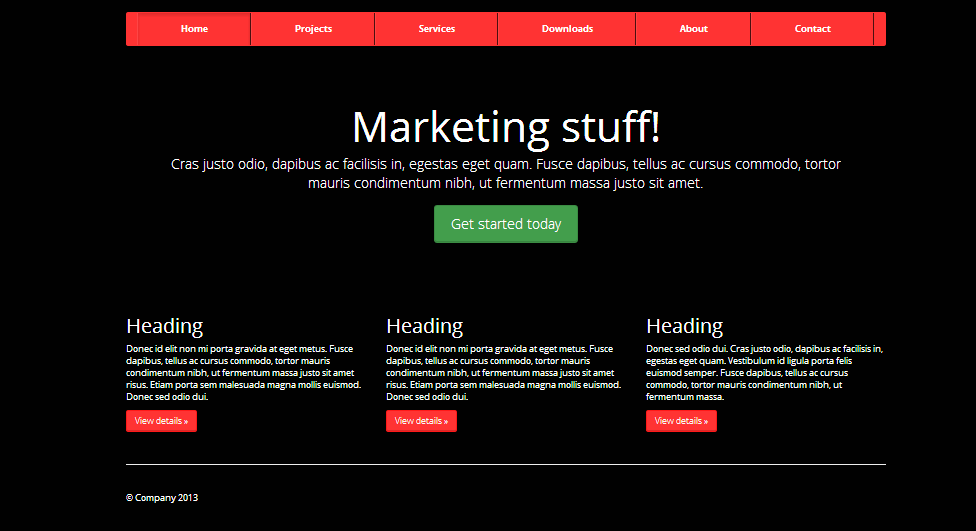 Home Projects Services Downloads About Contact
Marketing stuff!
Cras justo odio, dapibus ac facilisis in, egestas eget quam. Fusce dapibus, tellus ac cursus commodo, tortor
mauris condimentum nibh, ut fermentum massa justo sit amet.
Get started today
Heading
Donec id elit non mi porta gravida at eget metus. Fusce
dapibus, tellus ac cursus commodo, tortor mauris
condimentum nibh, ut fermentum massa justo sit amet
risus. Etiam porta sem malesuada magna mollis euismod.
Donec sed odio dui.
View details »
Heading
Donec id elit non mi porta gravida at eget metus. Fusce
dapibus, tellus ac cursus commodo, tortor mauris
condimentum nibh, ut fermentum massa justo sit amet
risus. Etiam porta sem malesuada magna mollis euismod.
Donec sed odio dui.
View details »
Heading
Donec sed odio dui. Cras justo odio, dapibus ac facilisis in,
egestas eget quam. Vestibulum id ligula porta felis
euismod semper. Fusce dapibus, tellus ac cursus
commodo, tortor mauris condimentum nibh, ut
fermentum massa.
View details »
© Company 2013